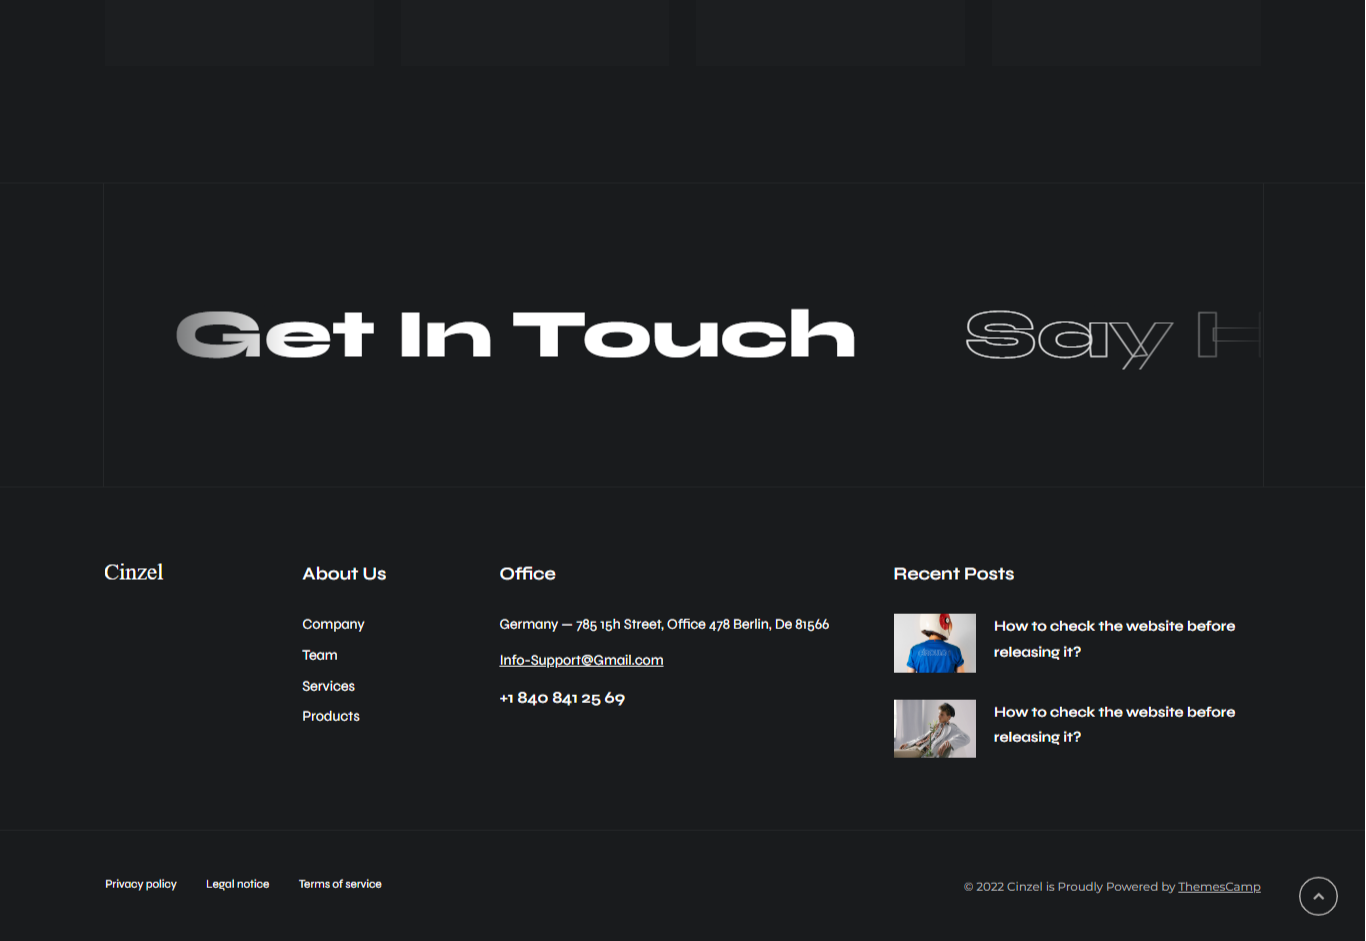 Get In Touch
Say H
Cinzel
About Us
Company
Team
Services
Products
Office
Germany — 785 15h Street, Office 478 Berlin, De 81566
Info-Support@Gmail.com
+1 840 841 25 69
Recent Posts
How to check the website before
releasing it?
How to check the website before
releasing it?
Privacy policy
Legal notice
Terms of service
© 2022 Cinzel is Proudly Powered by ThemesCamp